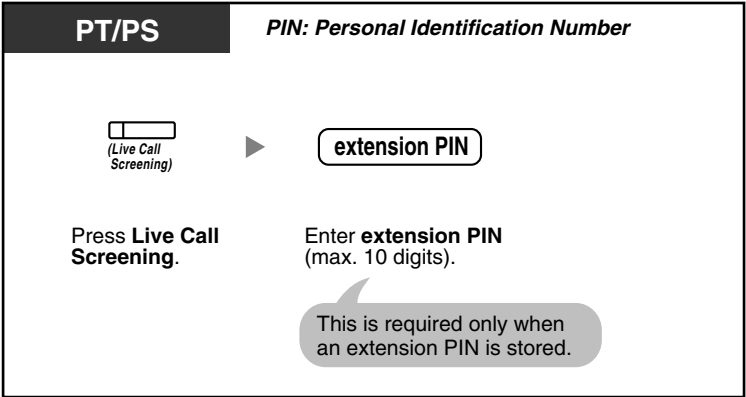 PT/PS
PIN: Personal Identification Number
(Live Call
Screening)
extension PIN
Press Live Call
Screening.
Enter extension PIN
(max. 10 digits).
This is required only when
an extension PIN is stored.